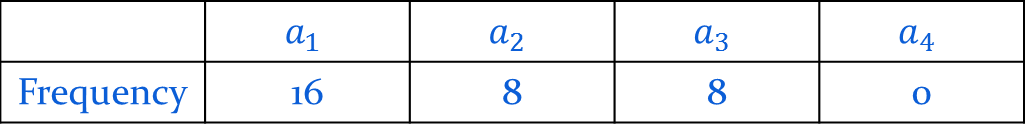 a₁ a₂ a₃ a₄
Frequency 16 8 8 0